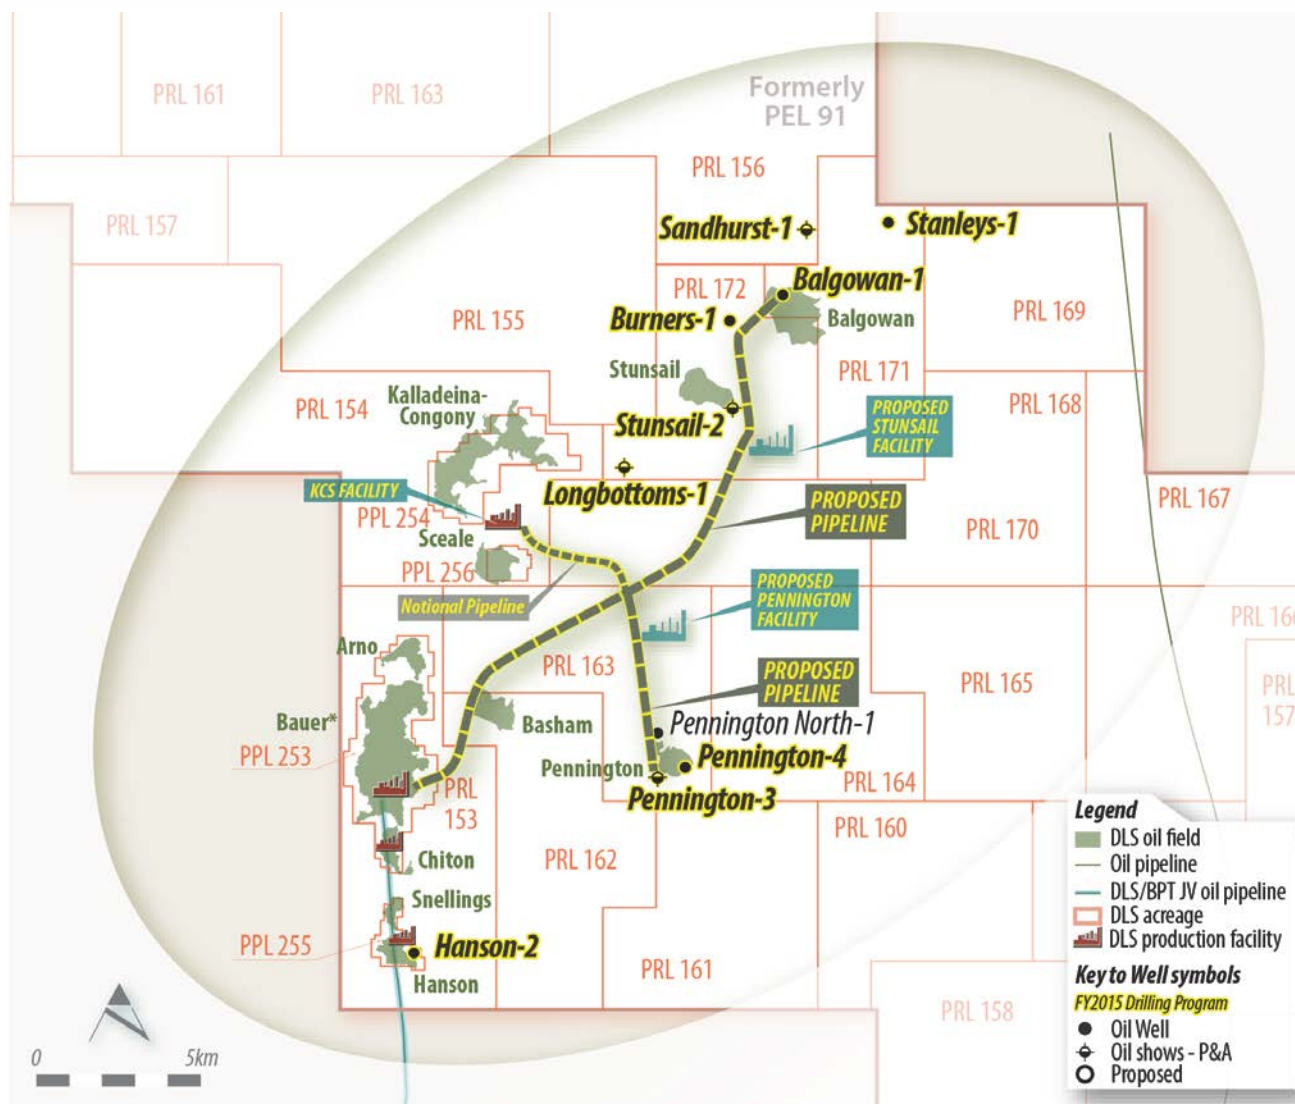 Formerly
PEL 91
PRL 161
PRL 163
PRL 156
PRL 157
Sandhurst-1
Stanleys-1
PRL 172
Balgowan-1
PRL 155
Burners-1
Balgowan
PRL 169
Stunsail
PRL 171
Kalladeina-
Congony
PRL 154
PRL 168
Stunsail-2
PROPOSED
STUNSAIL
FACILITY
KCS FACILITY
Longbottoms-1
PROPOSED
PIPELINE
PRL 167
PPL 254
PRL 170
Sceale
PPL 256
Notional Pipeline
PROPOSED
PENNINGTON
FACILITY
PRL 166
Arno
PRL 163
PROPOSED
PIPELINE
PRL 165
PRL
157
Bauer*
Basham
Pennington North-1
PPL 253
Pennington
Pennington-4
PRL 164
PRL
153
Pennington-3
PRL 160
Chiton
PRL 162
Snellings
PPL 255
Hanson-2
Hanson
PRL 161
PRL 158
0 5km
Legend
DLS oil field
Oil pipeline
DLS/BPT JV oil pipeline
DLS acreage
DLS production facility
Key to Well symbols
FY2015 Drilling Program
Oil Well
Oil shows - P&A
Proposed